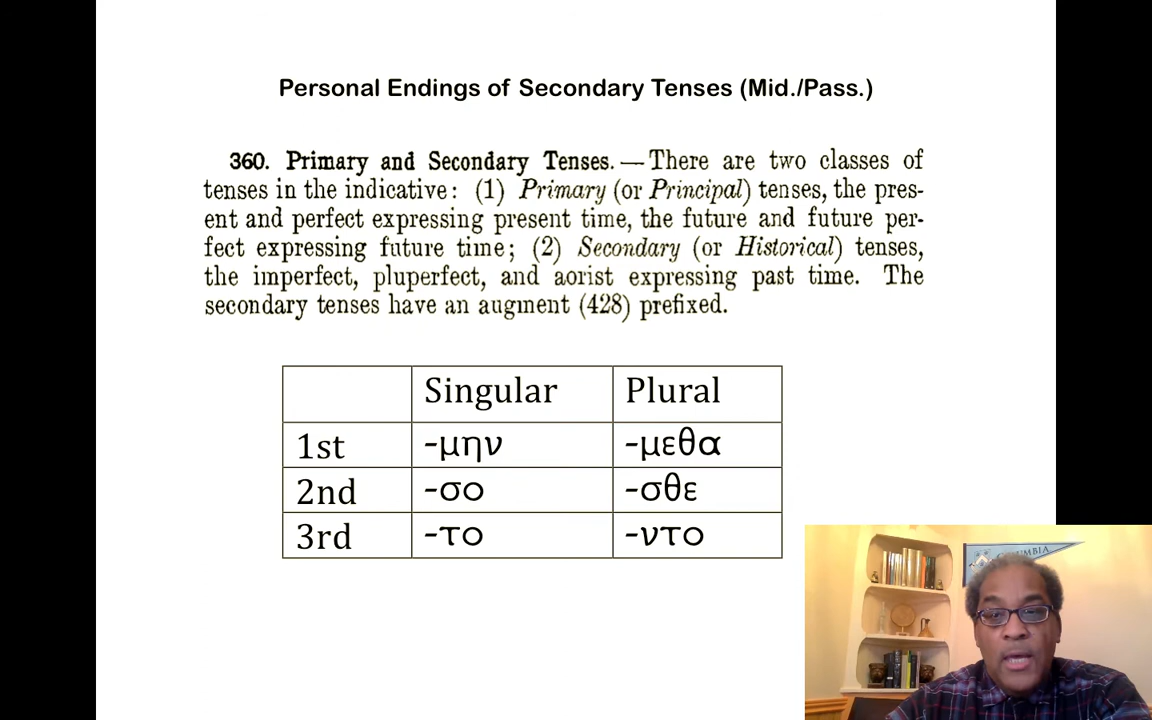 Personal Endings of Secondary Tenses (Mid./Pass.)
360. Primary and Secondary Tenses. — There are two classes of
tenses in the indicative: (1) Primary (or Principal) tenses, the pres-
ent and perfect expressing present time, the future and future per-
fect expressing future time; (2) Secondary (or Historical) tenses,
the imperfect, pluperfect, and aorist expressing past time. The
secondary tenses have an augment (428) prefixed.
Singular Plural
1st -μην -μεθα
2nd -σο -σθε
3rd -το -ντο
COLUMBIA